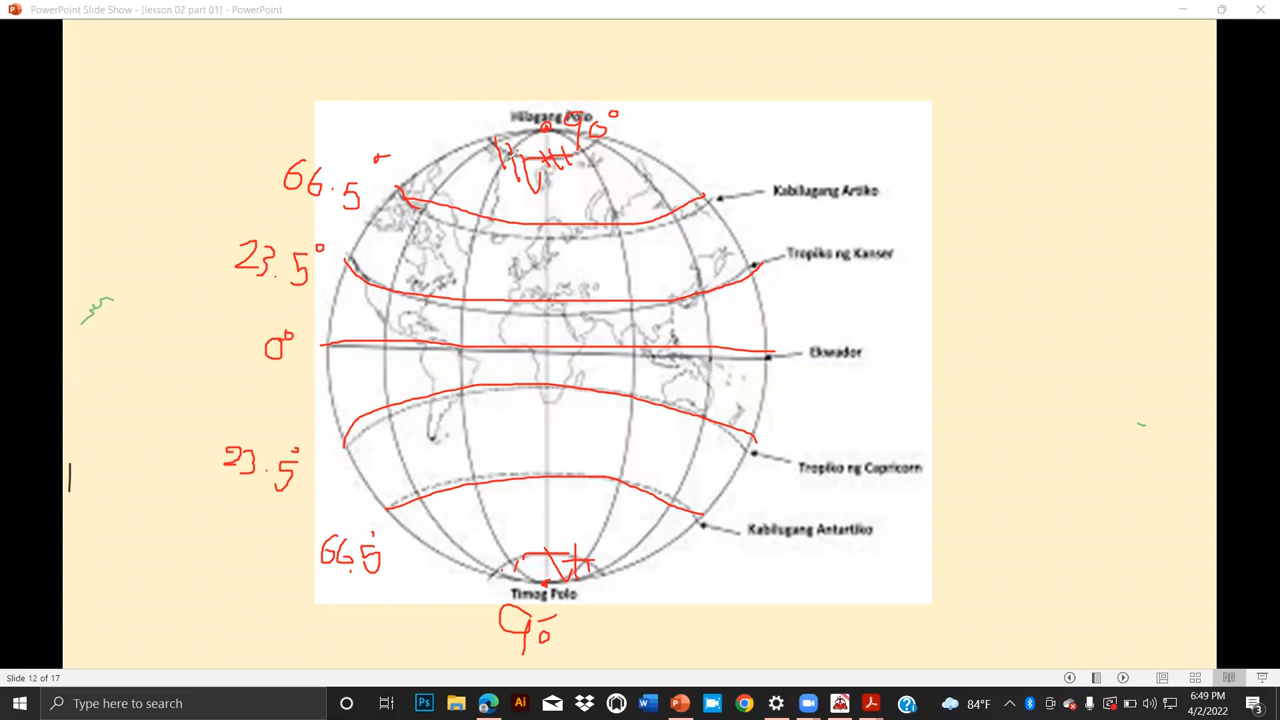 PowerPoint Slide Show - [lesson 02 part 01] - PowerPoint
Hilagang Polo
90°
66.5°
Kabilugang Artiko
23.5°
Tropiko ng Kanser
0°
Ekwador
23.5°
Tropiko ng Capricorn
66.5°
Kabilugang Antartiko
Timog Polo
90
Slide 12 of 17
Type here to search
84°F
6:49 PM
4/2/2022
3